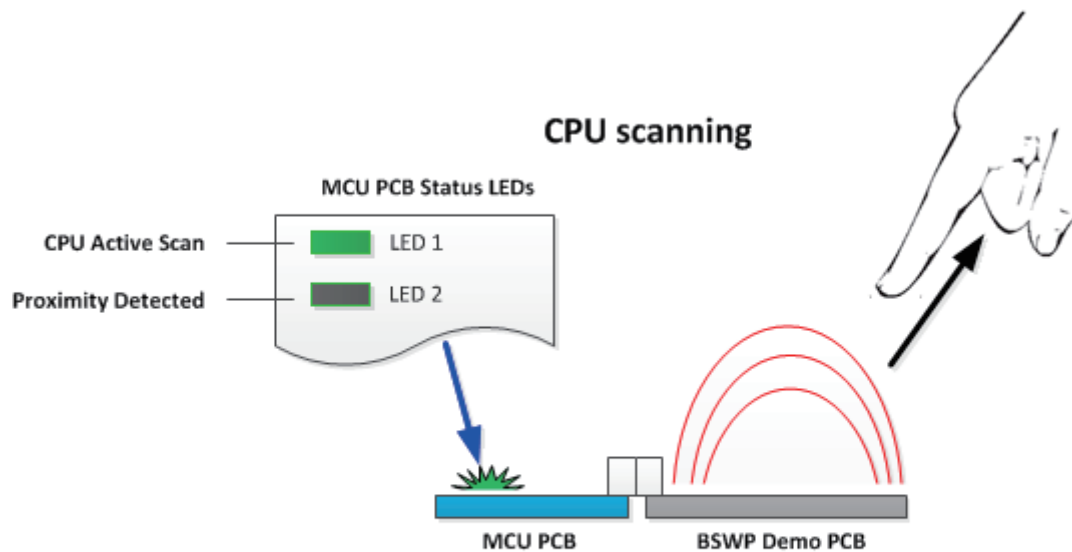 CPU scanning
MCU PCB Status LEDs
CPU Active Scan
LED 1
Proximity Detected
LED 2
MCU PCB
BSWP Demo PCB